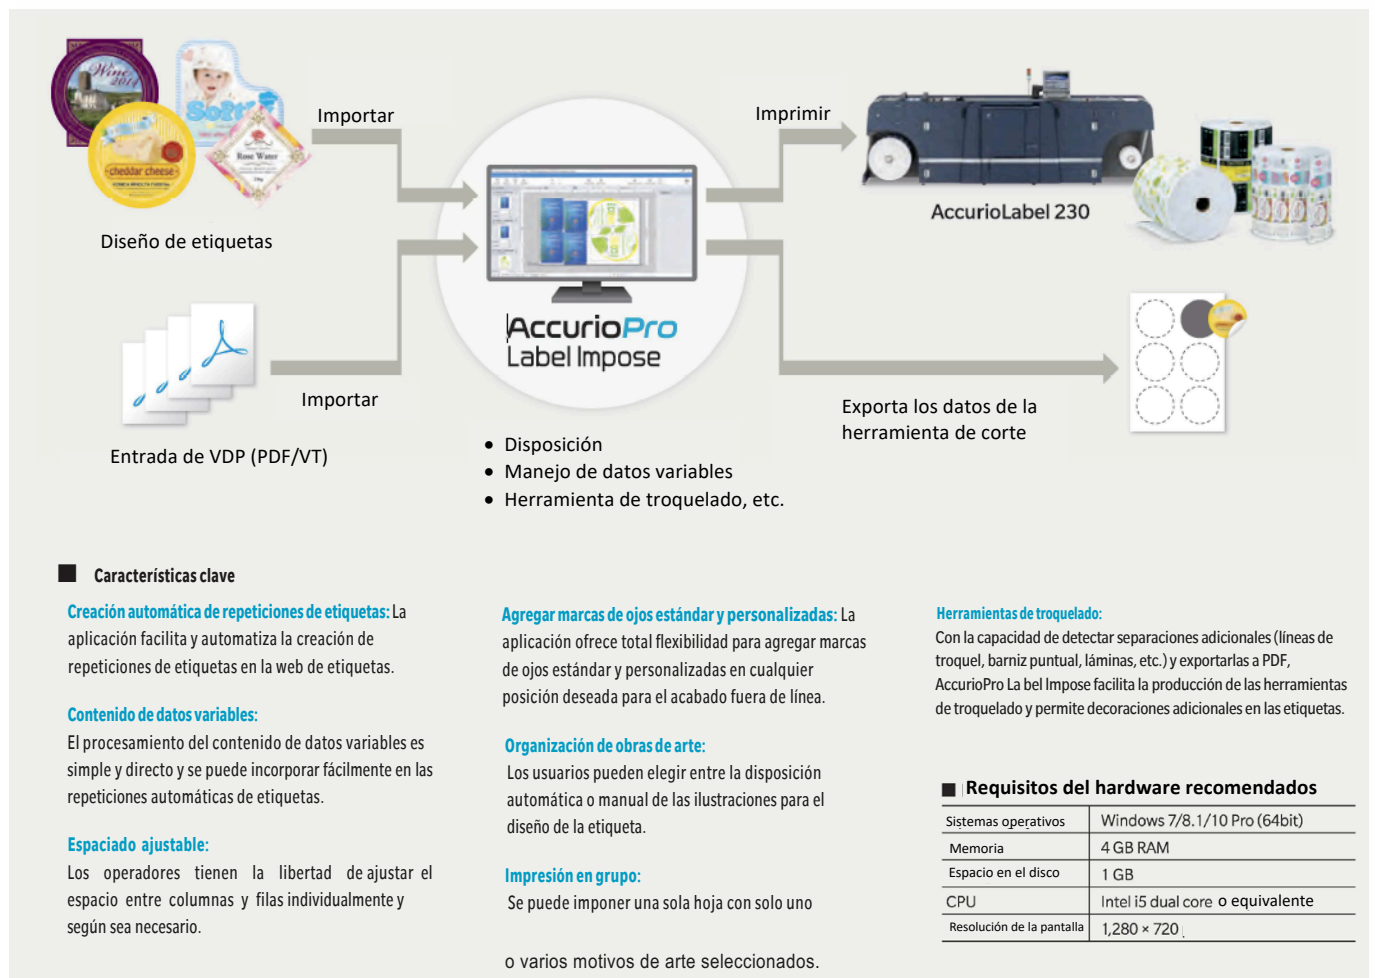 Wine
2014
Soft
cheddar cheese
Rose Water
Importar
Imprimir
AccurioLabel 230
Diseño de etiquetas
AccurioPro
Label Impose
Importar
Entrada de VDP (PDF/VT)
Exporta los datos de la
herramienta de corte
• Disposición
• Manejo de datos variables
• Herramienta de troquelado, etc.
Características clave
Creación automática de repeticiones de etiquetas: La
aplicación facilita y automatiza la creación de
repeticiones de etiquetas en la web de etiquetas.
Contenido de datos variables:
El procesamiento del contenido de datos variables es
simple y directo y se puede incorporar fácilmente en las
repeticiones automáticas de etiquetas.
Espaciado ajustable:
Los operadores tienen la libertad de ajustar el
espacio entre columnas y filas individualmente y
según sea necesario.
Agregar marcas de ojos estándar y personalizadas: La
aplicación ofrece total flexibilidad para agregar marcas
de ojos estándar y personalizadas en cualquier
posición deseada para el acabado fuera de línea.
Organización de obras de arte:
Los usuarios pueden elegir entre la disposición
automática o manual de las ilustraciones para el
diseño de la etiqueta.
Impresión en grupo:
Se puede imponer una sola hoja con solo uno
o varios motivos de arte seleccionados.
Herramientas de troquelado:
Con la capacidad de detectar separaciones adicionales (líneas de
troquel, barniz puntual, láminas, etc.) y exportarlas a PDF,
AccurioPro La bel Impose facilita la producción de las herramientas
de troquelado y permite decoraciones adicionales en las etiquetas.
Requisitos del hardware recomendados
Sistemas operativos Windows 7/8.1/10 Pro (64bit)
Memoria 4 GB RAM
Espacio en el disco 1 GB
CPU Intel i5 dual core o equivalente
Resolución de la pantalla 1,280 × 720